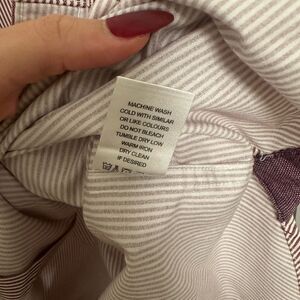 MACHINE WASH
COLD WITH SIMILAR
OR LIKE COLOURS
DO NOT BLEACH
TUMBLE DRY LOW
WARM IRON
DRY CLEAN
IF DESIRED